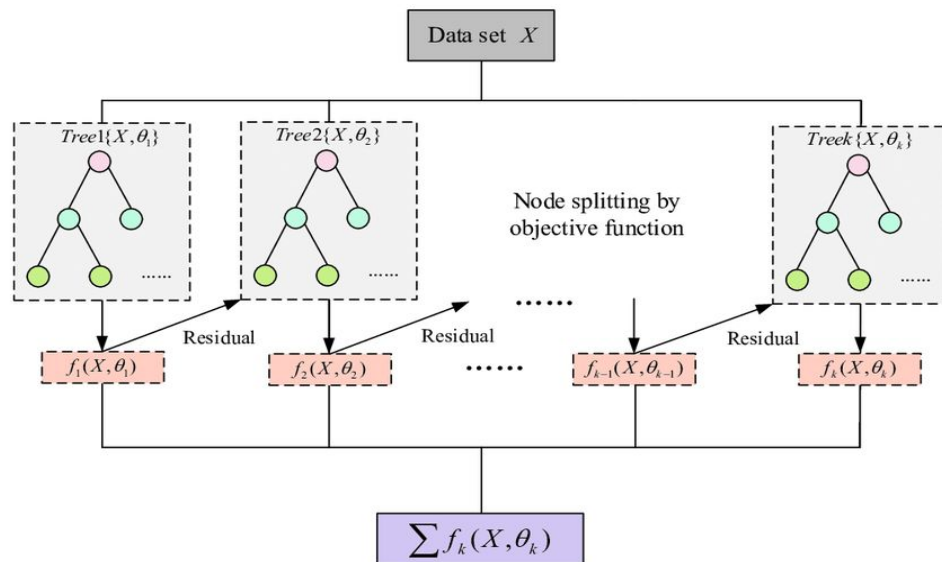 Data set X
Tree1{X,θ₁}
Tree2{X,θ₂}
Treek{X,θₖ}
Node splitting by
objective function
......
......
......
......
Residual
Residual
Residual
f₁(X,θ₁)
f₂(X,θ₂)
......
fₖ₋₁(X,θₖ₋₁)
fₖ(X,θₖ)
∑ fₖ(X,θₖ)